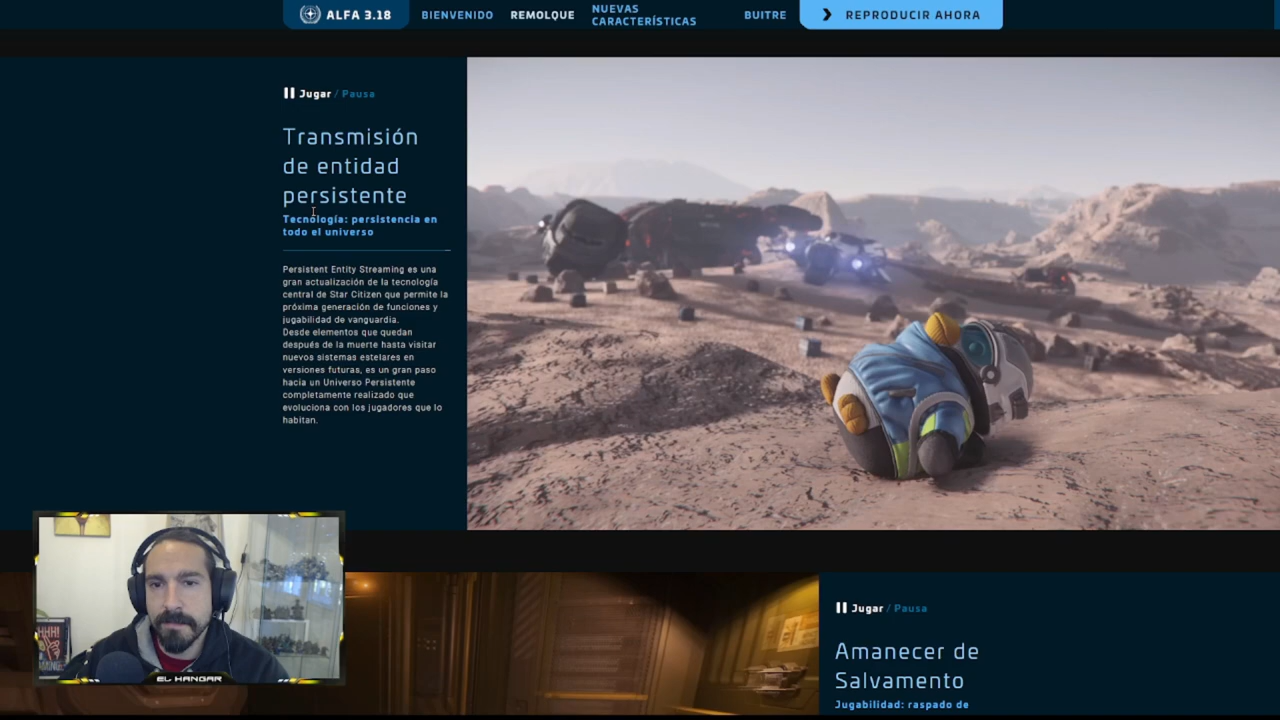 ALFA 3.18
BIENVENIDO
REMOLQUE
NUEVAS
CARACTERÍSTICAS
BUITRE
REPRODUCIR AHORA
Jugar / Pausa
Transmisión
de entidad
persistente
Tecnología: persistencia en
todo el universo
Persistent Entity Streaming es una
gran actualización de la tecnología
central de Star Citizen que permite la
próxima generación de funciones y
jugabilidad de vanguardia.
Desde elementos que quedan
después de la muerte hasta visitar
nuevos sistemas estelares en
versiones futuras, es un gran paso
hacia un Universo Persistente
completamente realizado que
evoluciona con los jugadores que lo
habitan.
EL HANGAR
Jugar / Pausa
Amanecer de
Salvamento
Jugabilidad: raspado de